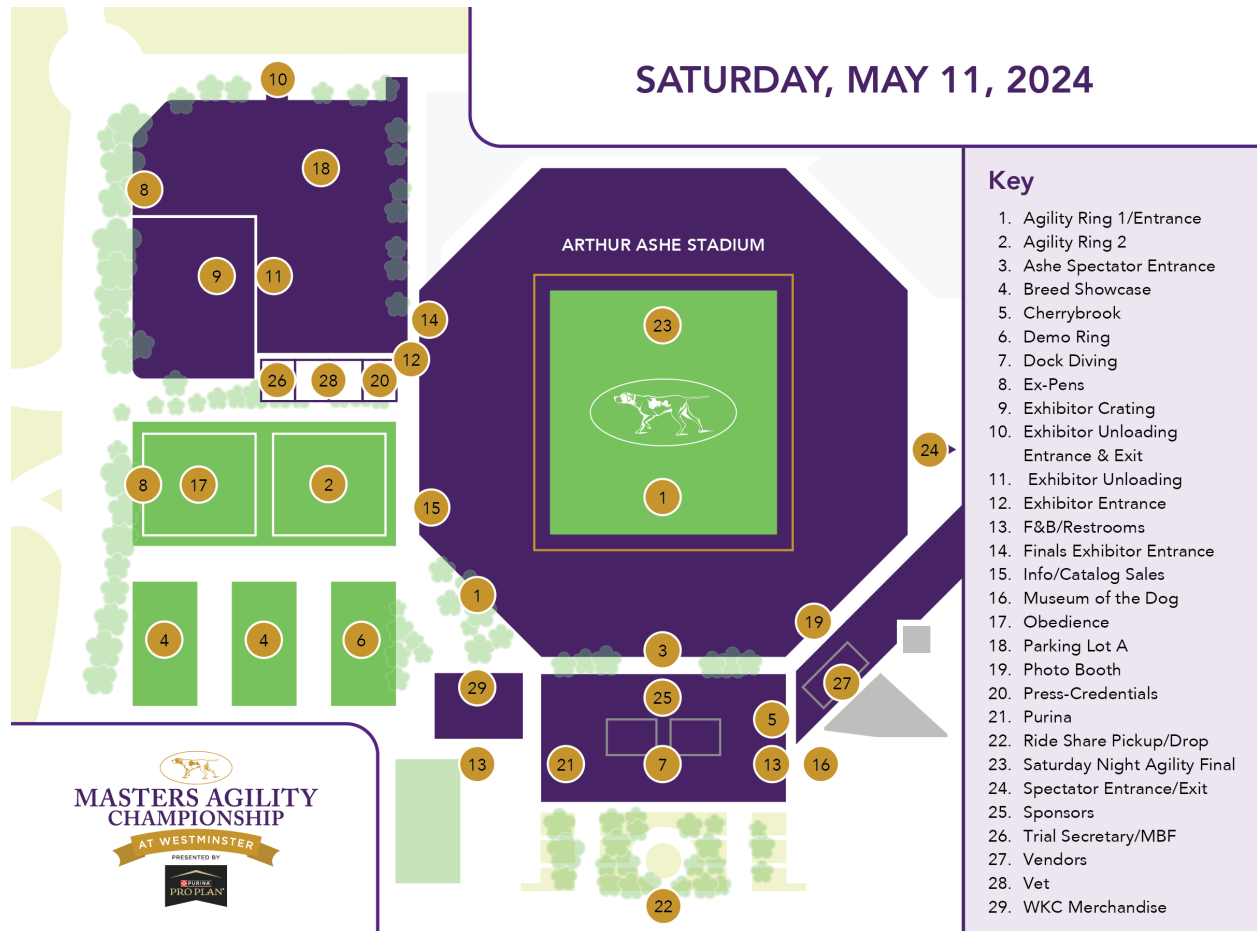 SATURDAY, MAY 11, 2024
10
18
8
9
11
14
12
26
28
20
ARTHUR ASHE STADIUM
23
1
24
8
17
2
15
1
4
4
6
3
19
29
25
27
5
13
21
7
13
16
22
Key
1. Agility Ring 1/Entrance
2. Agility Ring 2
3. Ashe Spectator Entrance
4. Breed Showcase
5. Cherrybrook
6. Demo Ring
7. Dock Diving
8. Ex-Pens
9. Exhibitor Crating
10. Exhibitor Unloading
Entrance & Exit
11. Exhibitor Unloading
12. Exhibitor Entrance
13. F&B/Restrooms
14. Finals Exhibitor Entrance
15. Info/Catalog Sales
16. Museum of the Dog
17. Obedience
18. Parking Lot A
19. Photo Booth
20. Press-Credentials
21. Purina
22. Ride Share Pickup/Drop
23. Saturday Night Agility Final
24. Spectator Entrance/Exit
25. Sponsors
26. Trial Secretary/MBF
27. Vendors
28. Vet
29. WKC Merchandise
MASTERS AGILITY
CHAMPIONSHIP
AT WESTMINSTER
PRESENTED BY
PURINA
PRO PLAN